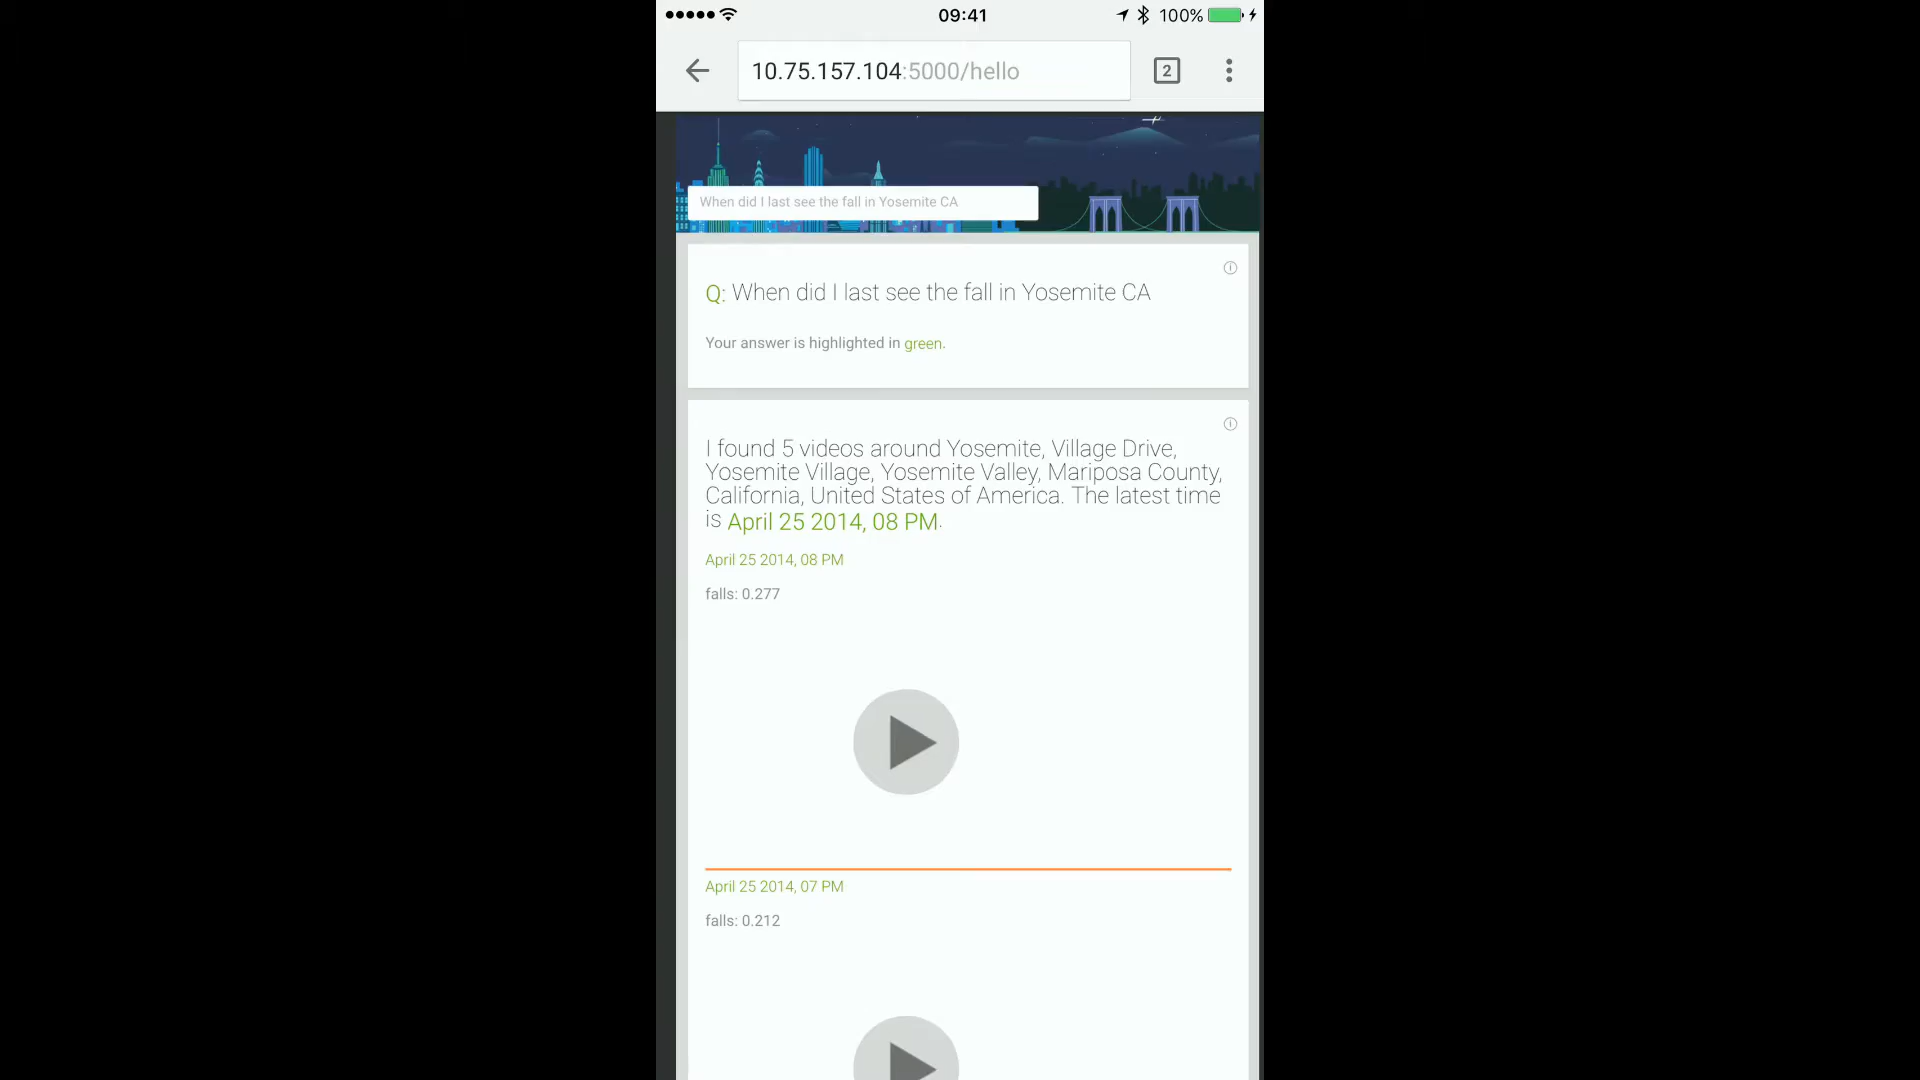 09:41
100%
10.75.157.104:5000/hello
2
When did I last see the fall in Yosemite CA
Q: When did I last see the fall in Yosemite CA
Your answer is highlighted in green.
I found 5 videos around Yosemite, Village Drive,
Yosemite Village, Yosemite Valley, Mariposa County,
California, United States of America. The latest time
is April 25 2014, 08 PM.
April 25 2014, 08 PM
falls: 0.277
April 25 2014, 07 PM
falls: 0.212